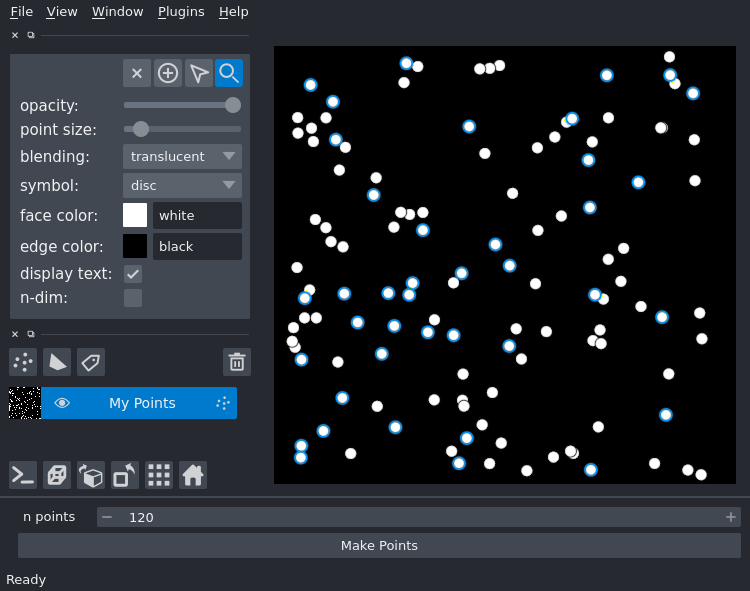 File View Window Plugins Help
opacity:
point size:
blending: translucent
symbol: disc
face color: white
edge color: black
display text:
n-dim:
My Points
n points 120
Make Points
Ready